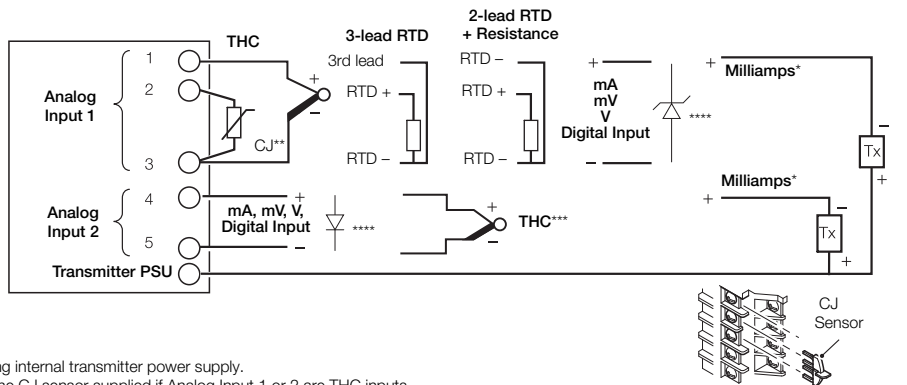 2-lead RTD
+ Resistance
THC
3-lead RTD
1
2
3
Analog
Input 1
CJ**
+
–
3rd lead
RTD +
RTD –
RTD –
RTD +
RTD –
+
mA
mV
V
Digital Input
–
****
+ Milliamps*
–
Tx
+
4
5
Analog
Input 2
+
mA, mV, V,
Digital Input
–
****
+
–
THC***
Milliamps*
+
–
Tx
+
Transmitter PSU
CJ
Sensor
ng internal transmitter power supply.